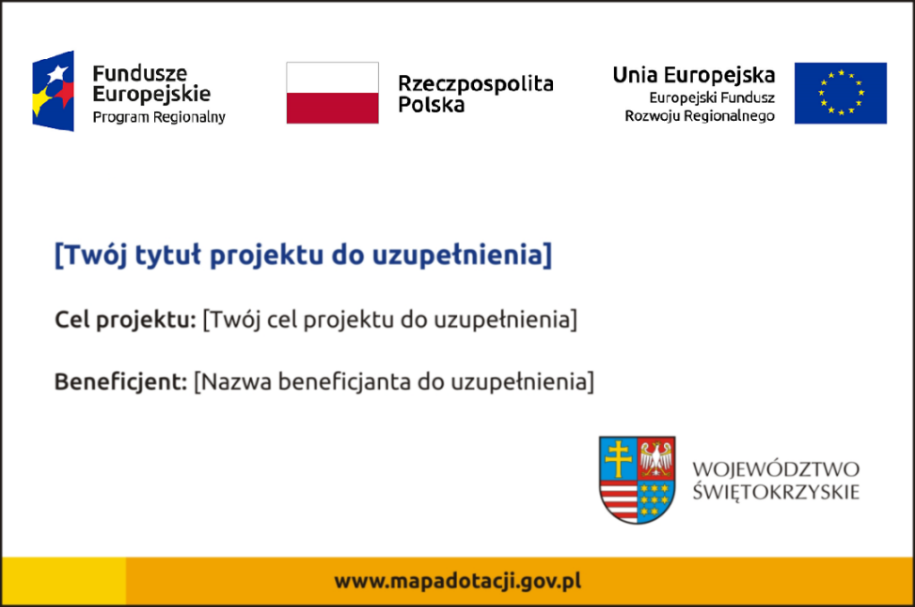 Fundusze
Europejskie
Program Regionalny
Rzeczpospolita
Polska
Unia Europejska
Europejski Fundusz
Rozwoju Regionalnego
[Twój tytuł projektu do uzupełnienia]
Cel projektu: [Twój cel projektu do uzupełnienia]
Beneficjent: [Nazwa beneficjanta do uzupełnienia]
WOJEWÓDZTWO
ŚWIĘTOKRZYSKIE
www.mapadotacji.gov.pl